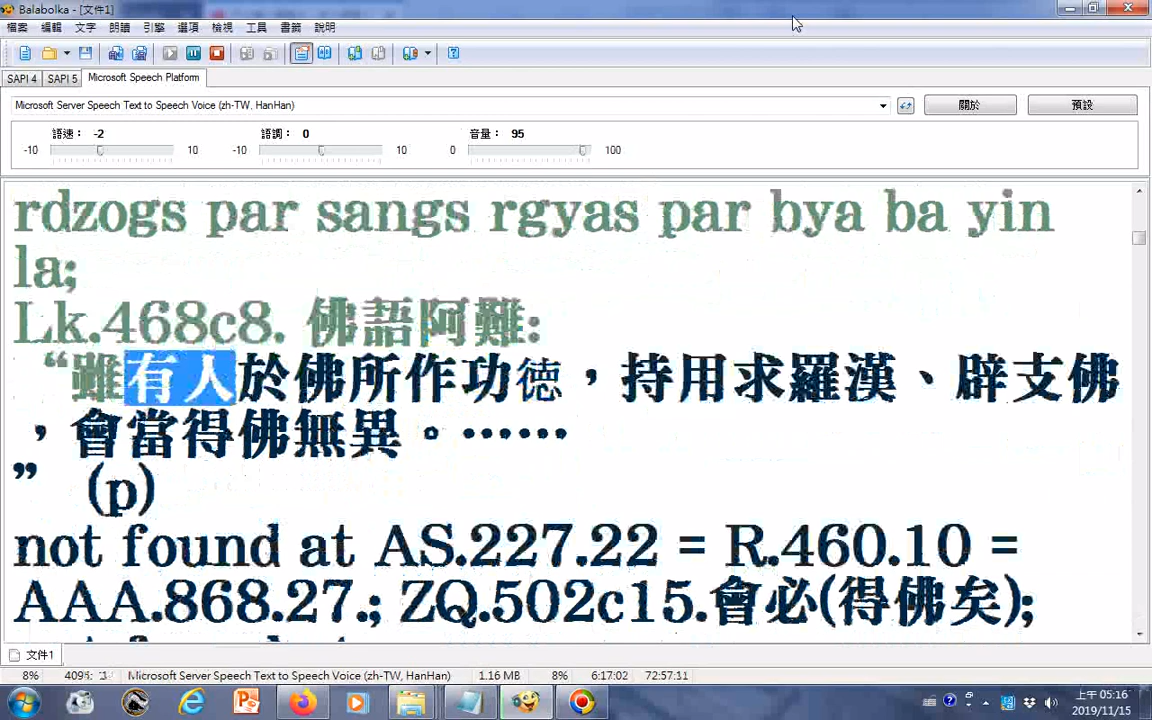 Balabolka - [文件1]
檔案 編輯 文字 朗讀 引擎 選項 檢視 工具 書籤 說明
SAPI 4 SAPI 5 Microsoft Speech Platform
Microsoft Server Speech Text to Speech Voice (zh-TW, HanHan) 關於 預設
語速： -2 語調： 0 音量： 95
-10 10 -10 10 0 100
rdzogs par sangs rgyas par bya ba yin
la;
Lk.468c8. 佛語阿難:
“雖有人於佛所作功徳，持用求羅漢、辟支佛
，會當得佛無異。……
” (p)
not found at AS.227.22 = R.460.10 =
AAA.868.27.; ZQ.502c15.會必(得佛矣);
文件1
8% 409: Microsoft Server Speech Text to Speech Voice (zh-TW, HanHan) 1.16 MB 8% 6:17:02 72:57:11
上午 05:16
2019/11/15